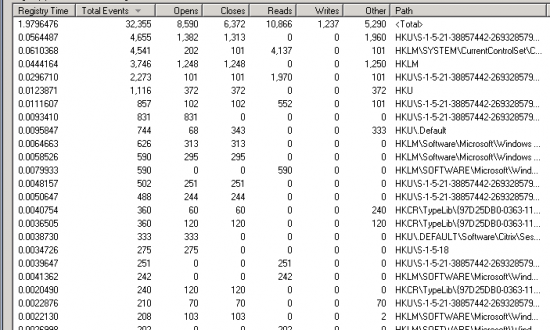 Registry Time Total Events Opens Closes Reads Writes Other Path
1.9796476 32,355 8,590 6,372 10,866 1,237 5,290 <Total>
0.0564487 4,655 1,382 1,313 0 0 1,960 HKU\S-1-5-21-38857442-269328579...
0.0610368 4,541 202 101 4,137 0 101 HKLM\SYSTEM\CurrentControlSet\C...
0.0444164 3,746 1,248 1,248 0 0 1,250 HKLM
0.0296710 2,273 101 101 1,970 0 101 HKU\S-1-5-21-38857442-269328579...
0.0123871 1,116 372 372 0 0 372 HKU
0.0111607 857 102 102 552 0 101 HKU\S-1-5-21-38857442-269328579...
0.0093410 831 831 0 0 0 0 HKU\S-1-5-21-38857442-269328579...
0.0095847 744 68 343 0 0 333 HKU\.Default
0.0064663 626 313 313 0 0 0 HKLM\Software\Microsoft\Windows ...
0.0058526 590 295 295 0 0 0 HKLM\Software\Microsoft\Windows ...
0.0079933 590 0 0 590 0 0 HKLM\SOFTWARE\Microsoft\Wind...
0.0048157 502 251 251 0 0 0 HKU\S-1-5-21-38857442-269328579...
0.0050647 488 244 244 0 0 0 HKU\S-1-5-21-38857442-269328579...
0.0040754 360 60 60 0 0 240 HKCR\TypeLib\{97D25DB0-0363-11...
0.0036505 360 120 120 0 0 120 HKCR\TypeLib\{97D25DB0-0363-11...
0.0038730 333 333 0 0 0 0 HKU\.DEFAULT\Software\Citrix\Ses...
0.0034726 275 275 0 0 0 0 HKU\S-1-5-18
0.0039647 251 0 0 251 0 0 HKU\S-1-5-21-38857442-269328579...
0.0041362 242 0 0 242 0 0 HKLM\SOFTWARE\Microsoft\Wind...
0.0020490 240 120 120 0 0 0 HKCR\TypeLib\{97D25DB0-0363-11...
0.0022876 210 70 70 0 0 70 HKU\S-1-5-21-38857442-269328579...
0.0022130 208 103 103 0 0 2 HKLM\SOFTWARE\Microsoft\Wind...
202 0 0 202 0 0 HKLM\SOFTWARE\Microsoft\Wind...